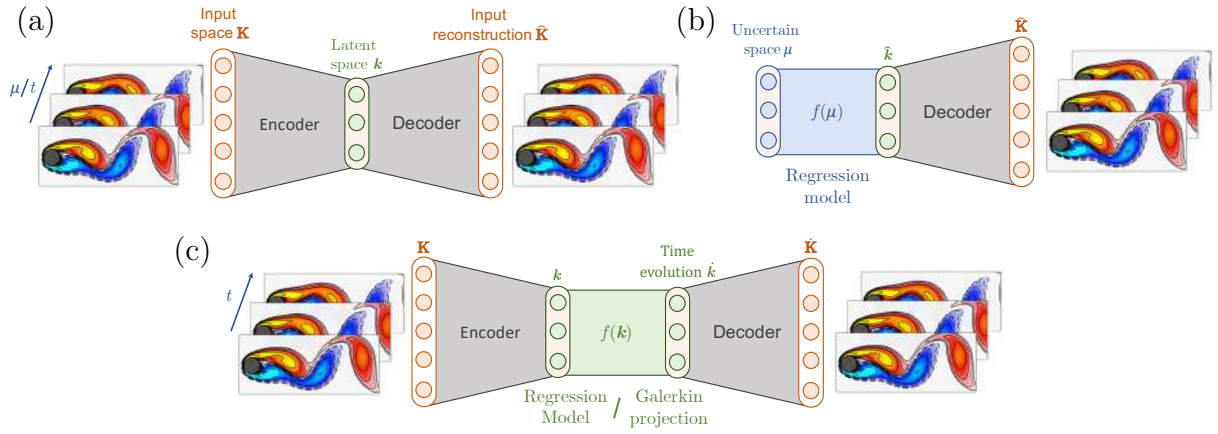 (a)
Input
space K
Latent
space k
Input
reconstruction K̂
μ/t
Encoder
Decoder
(b)
Uncertain
space μ
k̂
K̂
f(μ)
Decoder
Regression
model
(c)
K
k
Time
evolution k̇
K̇
t
Encoder
f(k)
Decoder
Regression
Model
/
Galerkin
projection